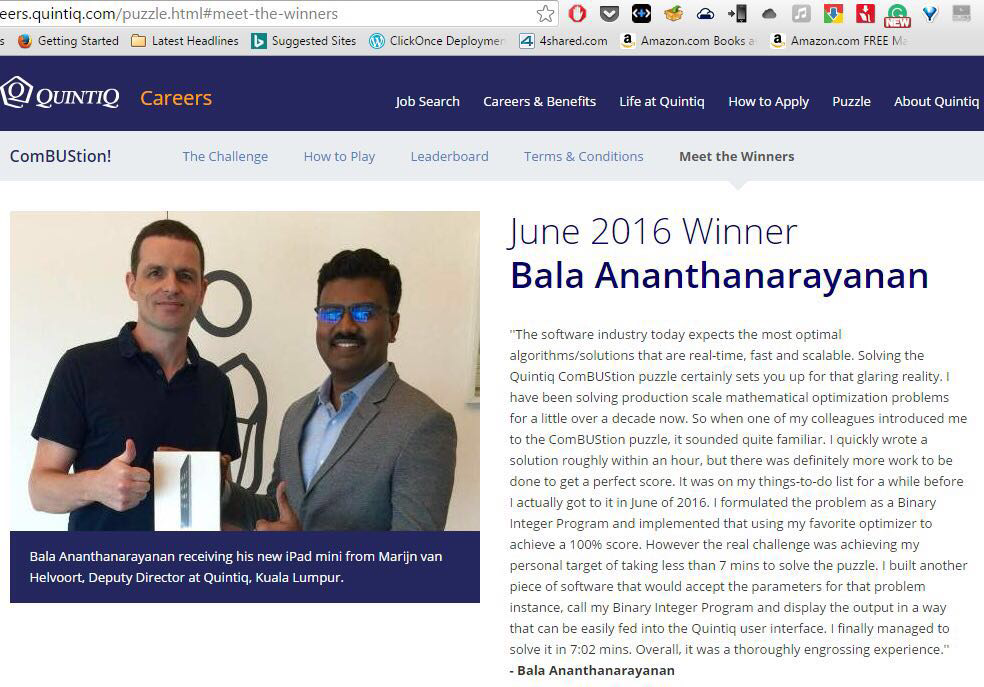 eers.quintiq.com/puzzle.html#meet-the-winners
NEW
s Getting Started Latest Headlines Suggested Sites ClickOnce Deploymen 4shared.com Amazon.com Books a Amazon.com FREE Ma
QUINTIQ Careers
Job Search Careers & Benefits Life at Quintiq How to Apply Puzzle About Quintiq
ComBUStion! The Challenge How to Play Leaderboard Terms & Conditions Meet the Winners
June 2016 Winner
Bala Ananthanarayanan
"The software industry today expects the most optimal
algorithms/solutions that are real-time, fast and scalable. Solving the
Quintiq ComBUStion puzzle certainly sets you up for that glaring reality. I
have been solving production scale mathematical optimization problems
for a little over a decade now. So when one of my colleagues introduced me
to the ComBUStion puzzle, it sounded quite familiar. I quickly wrote a
solution roughly within an hour, but there was definitely more work to be
done to get a perfect score. It was on my things-to-do list for a while before
I actually got to it in June of 2016. I formulated the problem as a Binary
Integer Program and implemented that using my favorite optimizer to
achieve a 100% score. However the real challenge was achieving my
personal target of taking less than 7 mins to solve the puzzle. I built another
piece of software that would accept the parameters for that problem
instance, call my Binary Integer Program and display the output in a way
that can be easily fed into the Quintiq user interface. I finally managed to
solve it in 7:02 mins. Overall, it was a thoroughly engrossing experience."
- Bala Ananthanarayanan
Bala Ananthanarayanan receiving his new iPad mini from Marijn van
Helvoort, Deputy Director at Quintiq, Kuala Lumpur.